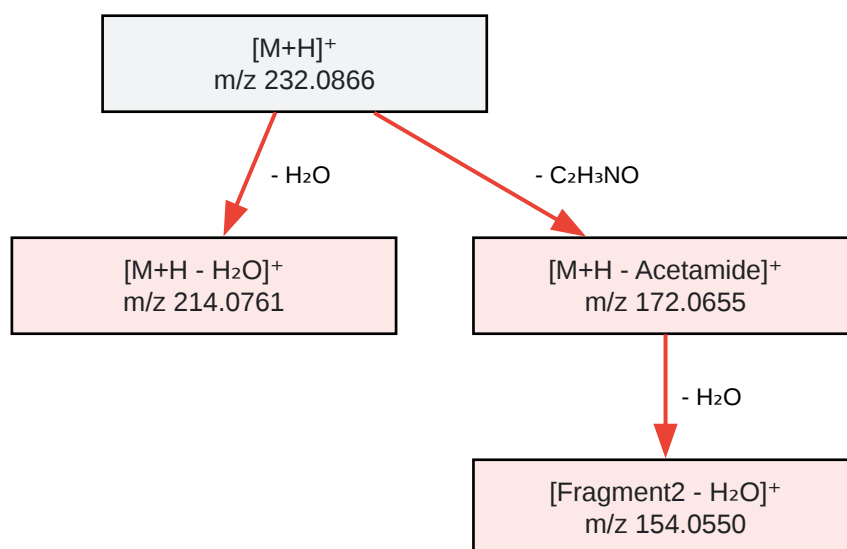 [M+H]⁺
m/z 232.0866
- H₂O
- C₂H₃NO
[M+H - H₂O]⁺
m/z 214.0761
[M+H - Acetamide]⁺
m/z 172.0655
- H₂O
[Fragment2 - H₂O]⁺
m/z 154.0550